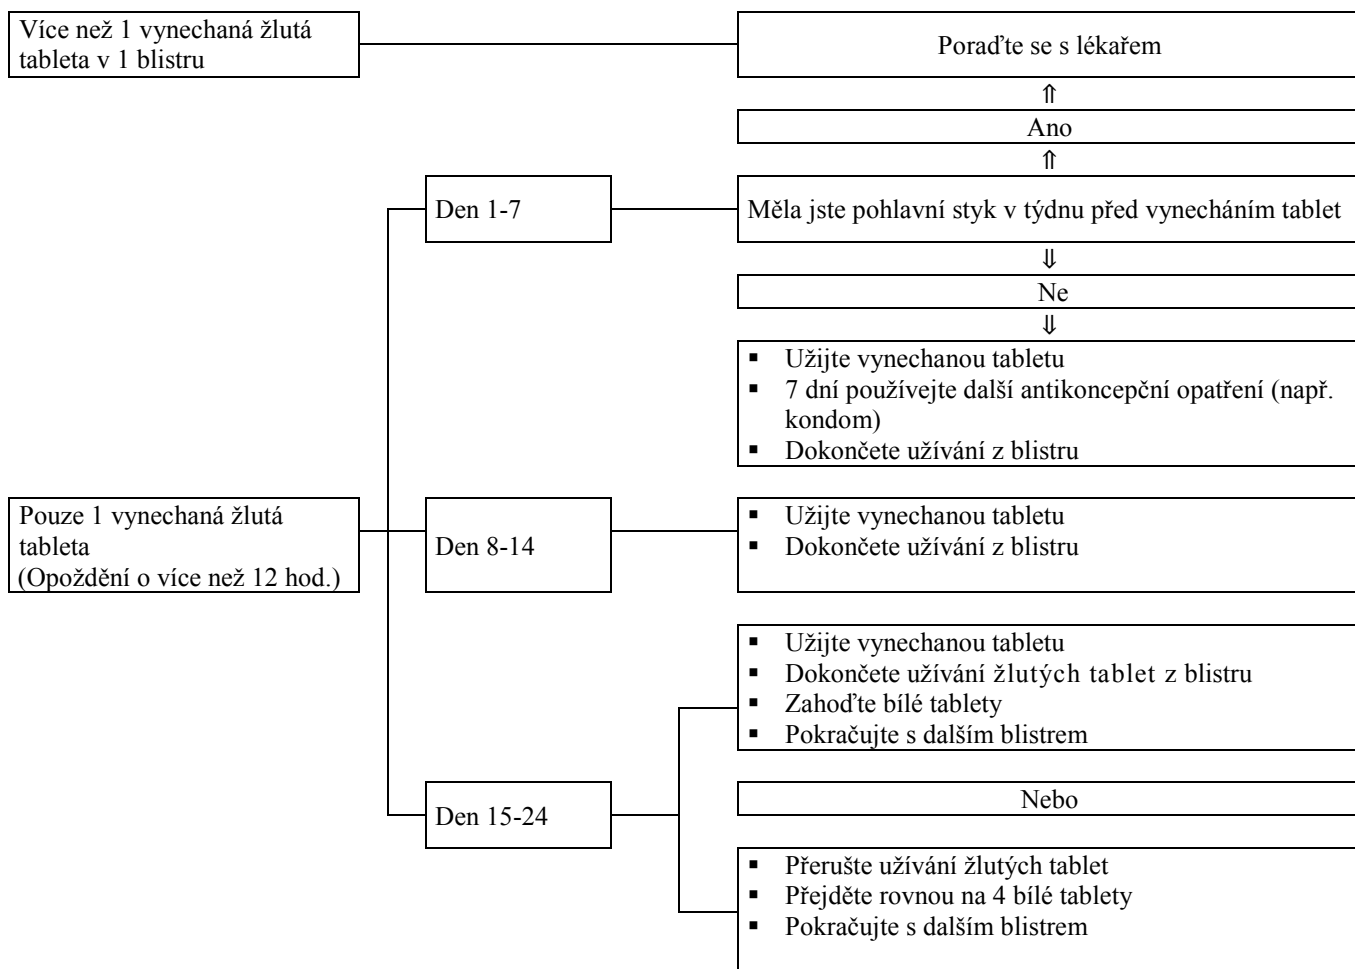 Více než 1 vynechaná žlutá
tableta v 1 blistru
Poraďte se s lékařem
⇑
Ano
⇑
Den 1-7
Měla jste pohlavní styk v týdnu před vynecháním tablet
⇓
Ne
⇓
▪ Užijte vynechanou tabletu
▪ 7 dní používejte další antikoncepční opatření (např.
kondom)
▪ Dokončete užívání z blistru
Pouze 1 vynechaná žlutá
tableta
(Opoždění o více než 12 hod.)
Den 8-14
▪ Užijte vynechanou tabletu
▪ Dokončete užívání z blistru
▪ Užijte vynechanou tabletu
▪ Dokončete užívání žlutých tablet z blistru
▪ Zahoďte bílé tablety
▪ Pokračujte s dalším blistrem
Den 15-24
Nebo
▪ Přerušte užívání žlutých tablet
▪ Přejděte rovnou na 4 bílé tablety
▪ Pokračujte s dalším blistrem